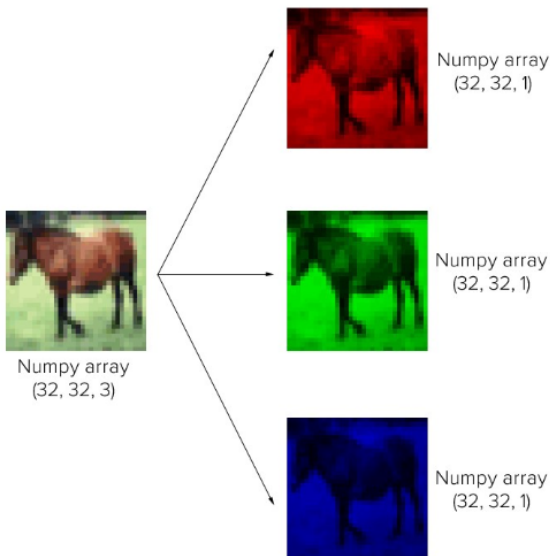 Numpy array
(32, 32, 1)
Numpy array
(32, 32, 1)
Numpy array
(32, 32, 3)
Numpy array
(32, 32, 1)